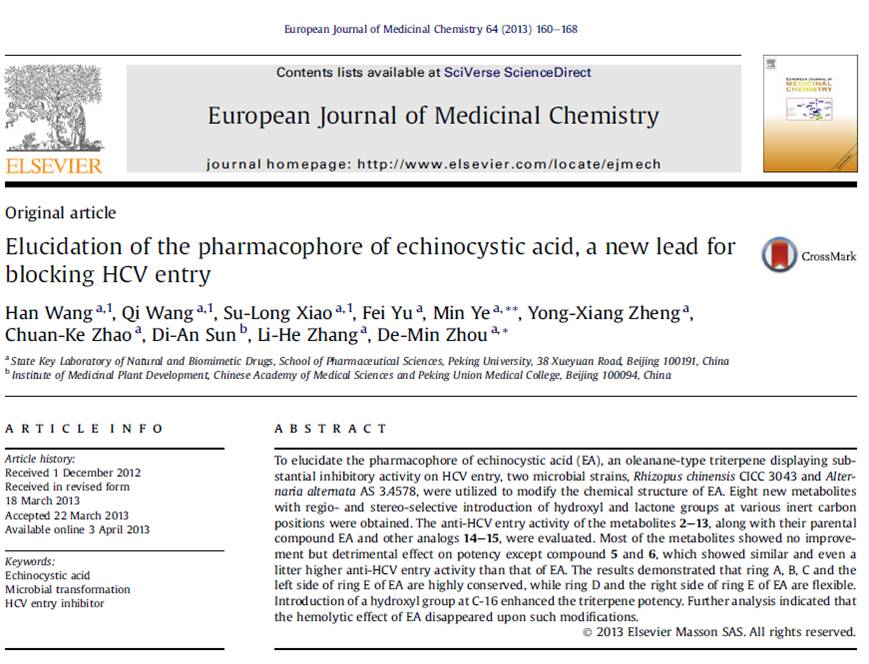 European Journal of Medicinal Chemistry 64 (2013) 160–168
Contents lists available at SciVerse ScienceDirect
European Journal of Medicinal Chemistry
journal homepage: http://www.elsevier.com/locate/ejmech
ELSEVIER
EUROPEAN JOURNAL OF
MEDICINAL
CHEMISTRY
Original article
Elucidation of the pharmacophore of echinocystic acid, a new lead for
blocking HCV entry
CrossMark
Han Wang a,1, Qi Wang a,1, Su-Long Xiao a,1, Fei Yu a, Min Ye a,**, Yong-Xiang Zheng a,
Chuan-Ke Zhao a, Di-An Sun b, Li-He Zhang a, De-Min Zhou a,*
a State Key Laboratory of Natural and Biomimetic Drugs, School of Pharmaceutical Sciences, Peking University, 38 Xueyuan Road, Beijing 100191, China
b Institute of Medicinal Plant Development, Chinese Academy of Medical Sciences and Peking Union Medical College, Beijing 100094, China
ARTICLE INFO
Article history:
Received 1 December 2012
Received in revised form
18 March 2013
Accepted 22 March 2013
Available online 3 April 2013
Keywords:
Echinocystic acid
Microbial transformation
HCV entry inhibitor
ABSTRACT
To elucidate the pharmacophore of echinocystic acid (EA), an oleanane-type triterpene displaying sub-
stantial inhibitory activity on HCV entry, two microbial strains, Rhizopus chinensis CICC 3043 and Alter-
naria alternata AS 3.4578, were utilized to modify the chemical structure of EA. Eight new metabolites
with regio- and stereo-selective introduction of hydroxyl and lactone groups at various inert carbon
positions were obtained. The anti-HCV entry activity of the metabolites 2–13, along with their parental
compound EA and other analogs 14–15, were evaluated. Most of the metabolites showed no improve-
ment but detrimental effect on potency except compound 5 and 6, which showed similar and even a
litter higher anti-HCV entry activity than that of EA. The results demonstrated that ring A, B, C and the
left side of ring E of EA are highly conserved, while ring D and the right side of ring E of EA are flexible.
Introduction of a hydroxyl group at C-16 enhanced the triterpene potency. Further analysis indicated that
the hemolytic effect of EA disappeared upon such modifications.
© 2013 Elsevier Masson SAS. All rights reserved.